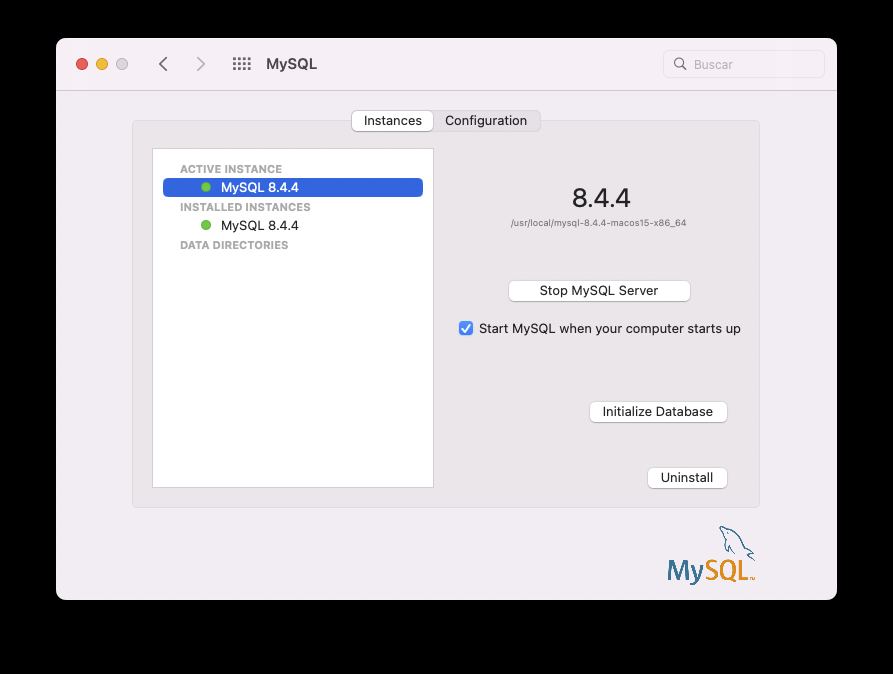 MySQL
Buscar
Instances
Configuration
ACTIVE INSTANCE
MySQL 8.4.4
INSTALLED INSTANCES
MySQL 8.4.4
DATA DIRECTORIES
8.4.4
/usr/local/mysql-8.4.4-macos15-x86_64
Stop MySQL Server
Start MySQL when your computer starts up
Initialize Database
Uninstall
MySQL™